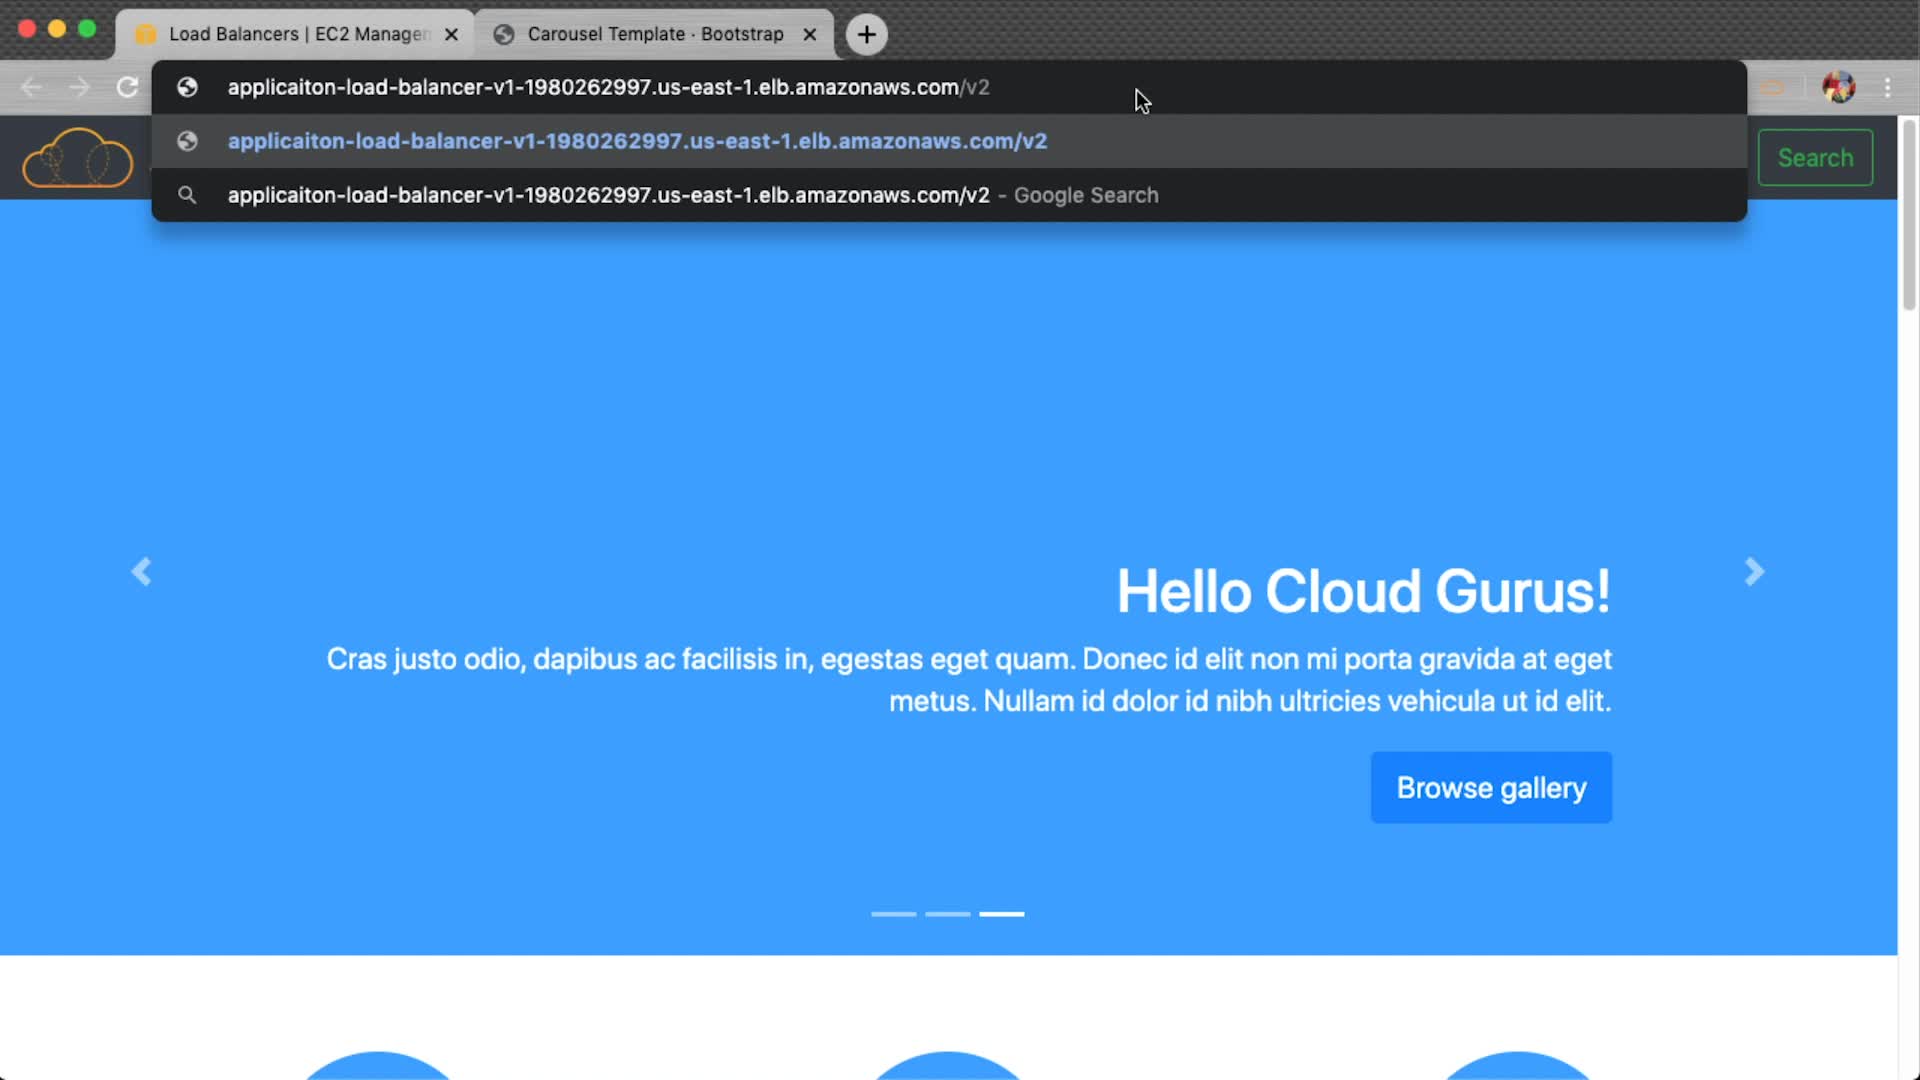 Load Balancers | EC2 Manage
Carousel Template · Bootstrap
applicaiton-load-balancer-v1-1980262997.us-east-1.elb.amazonaws.com/v2
applicaiton-load-balancer-v1-1980262997.us-east-1.elb.amazonaws.com/v2
applicaiton-load-balancer-v1-1980262997.us-east-1.elb.amazonaws.com/v2 - Google Search
Search
Hello Cloud Gurus!
Cras justo odio, dapibus ac facilisis in, egestas eget quam. Donec id elit non mi porta gravida at eget
metus. Nullam id dolor id nibh ultricies vehicula ut id elit.
Browse gallery